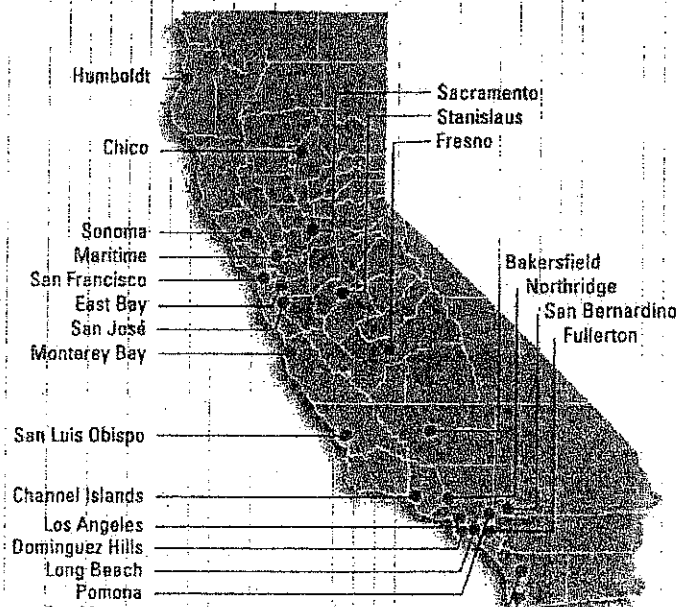 Humboldt
Sacramento
Stanislaus
Fresno
Chico
Sonoma
Maritime
San Francisco
East Bay
San José
Monterey Bay
Bakersfield
Northridge
San Bernardino
Fullerton
San Luis Obispo
Channel Islands
Los Angeles
Dominguez Hills
Long Beach
Pomona